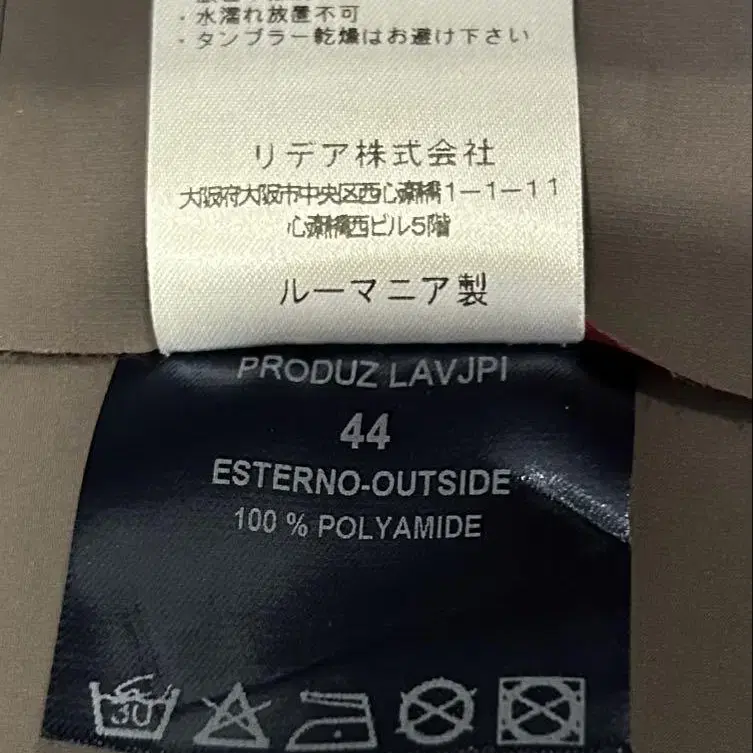 ・水濡れ放置不可
・タンブラー乾燥はお避け下さい
リデア株式会社
大阪府大阪市中央区西心斎橋1-1-11
心斎橋西ビル5階
ルーマニア製
PRODUZ LAVJPI
44
ESTERNO-OUTSIDE
100 % POLYAMIDE
30